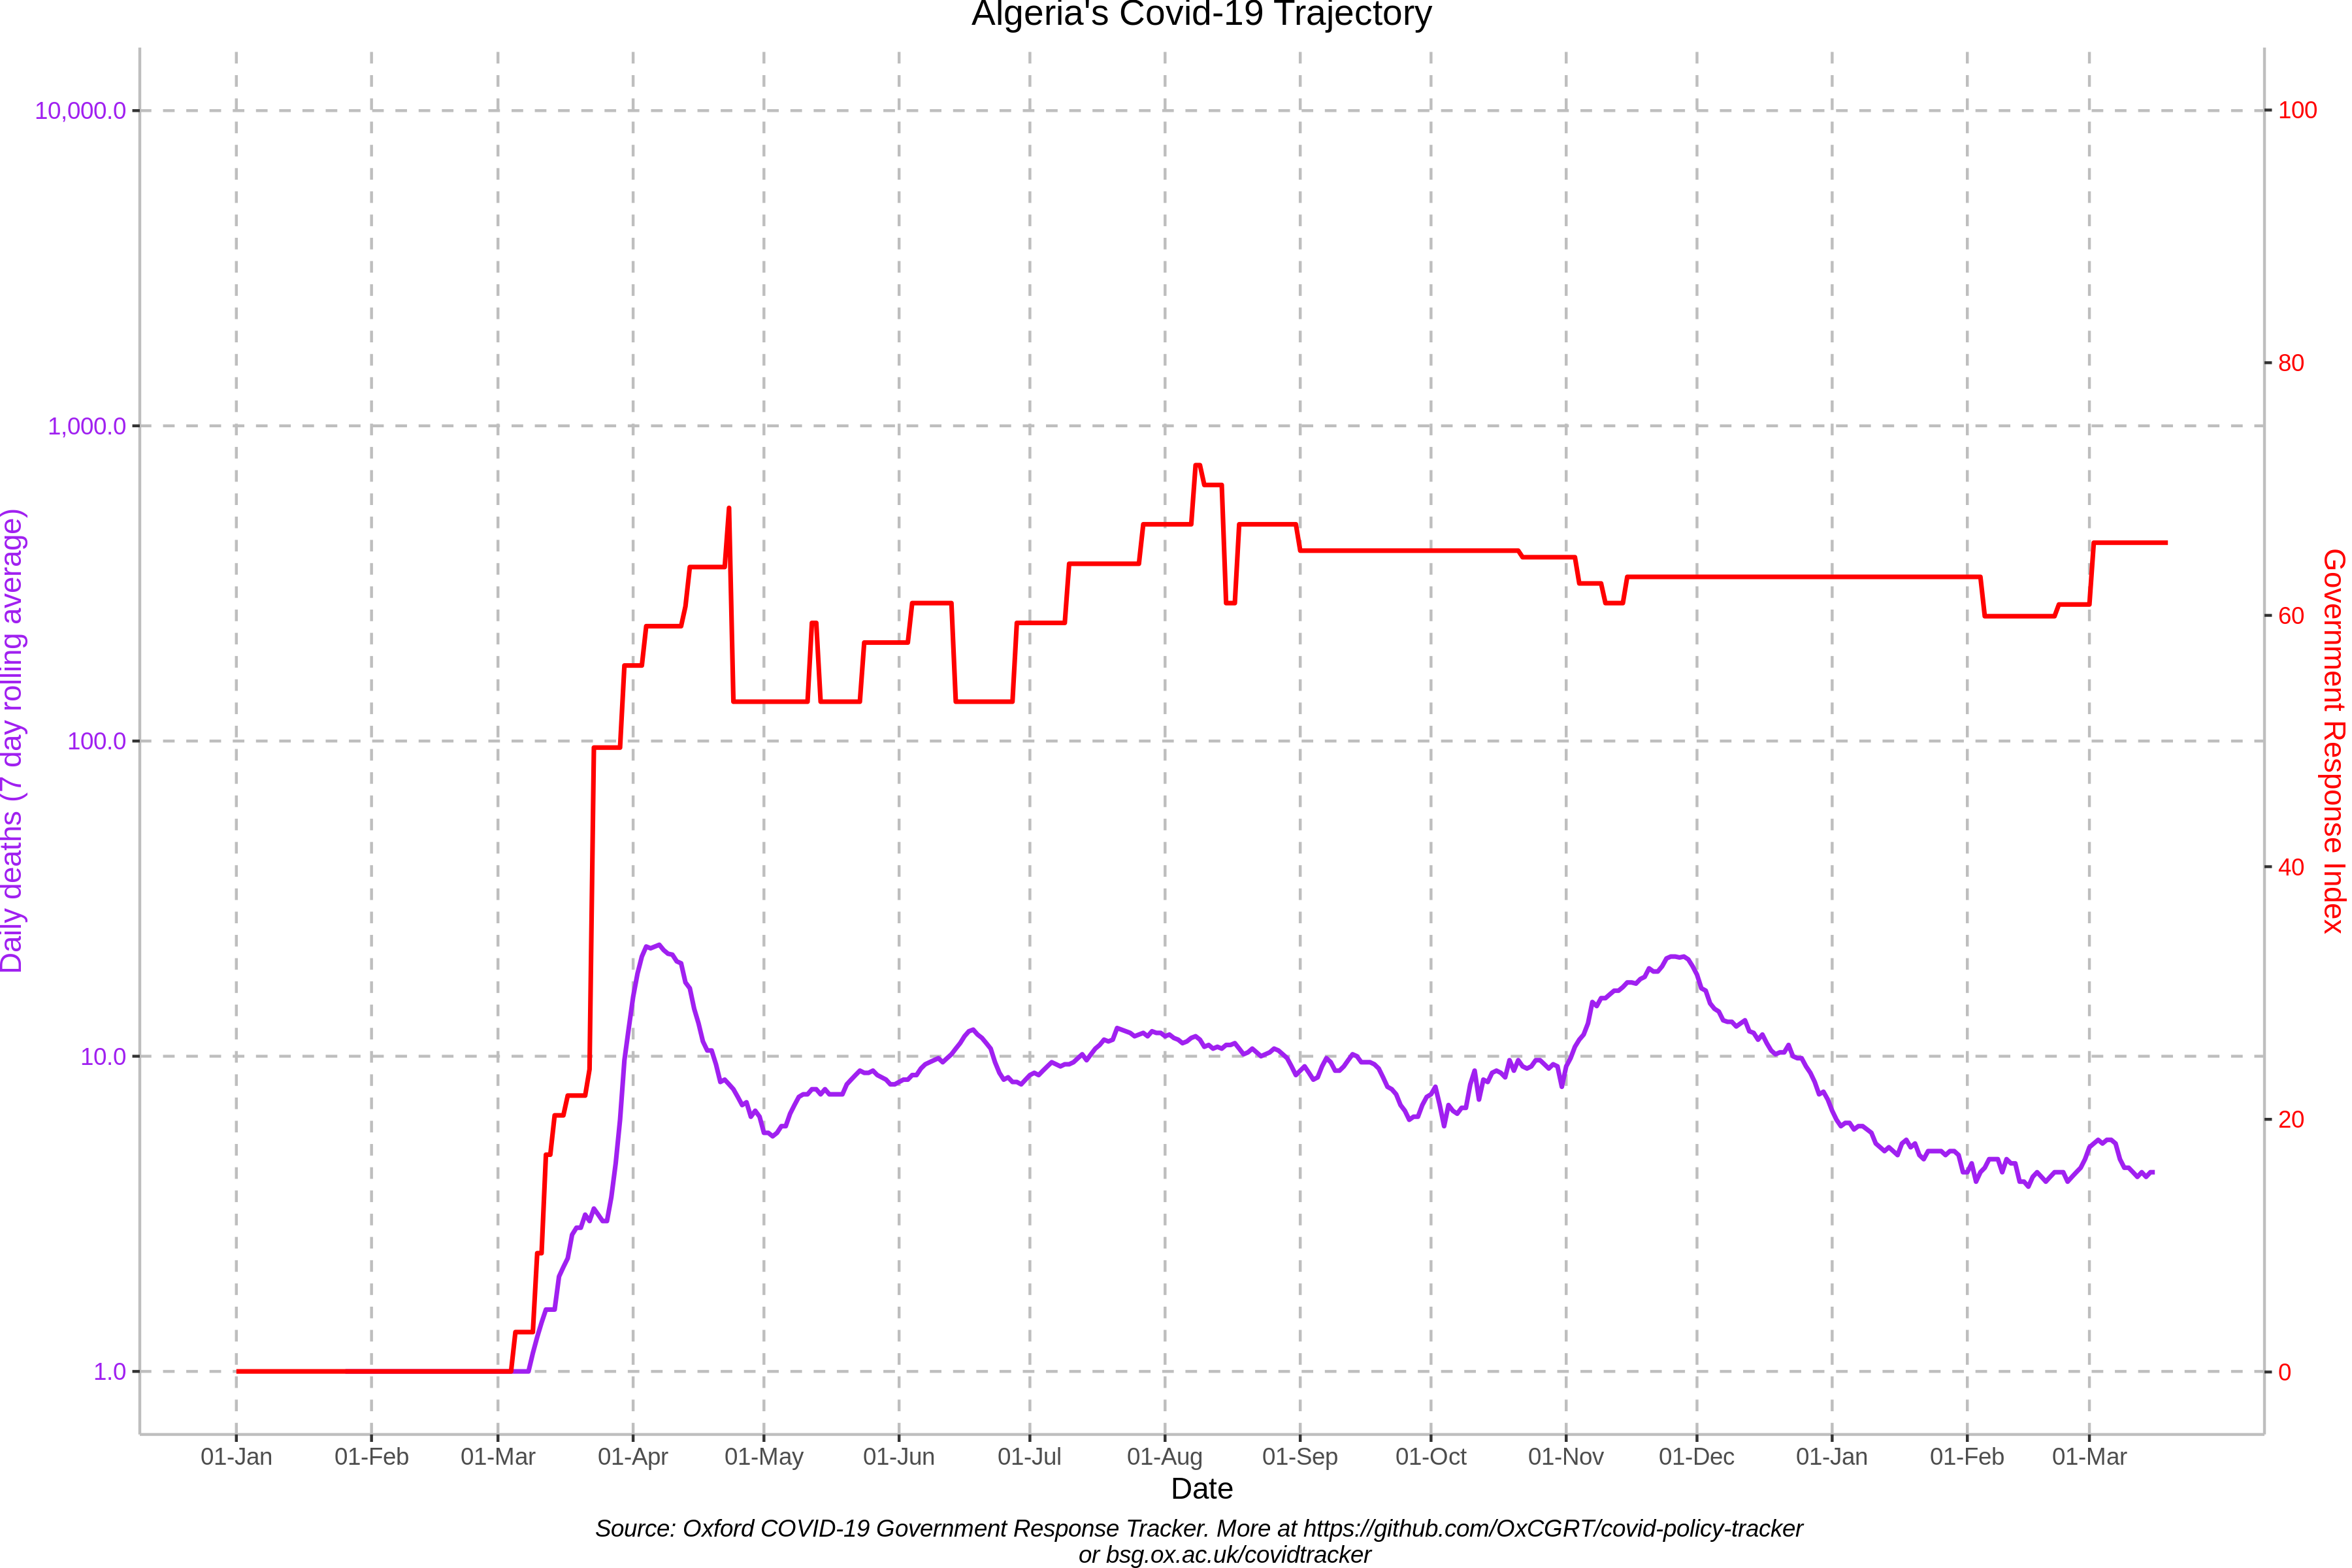 Algeria's Covid-19 Trajectory
10,000.0
1,000.0
100.0
10.0
1.0
Daily deaths (7 day rolling average)
100
80
60
40
20
0
Government Response Index
01-Jan 01-Feb 01-Mar 01-Apr 01-May 01-Jun 01-Jul 01-Aug 01-Sep 01-Oct 01-Nov 01-Dec 01-Jan 01-Feb 01-Mar
Date
Source: Oxford COVID-19 Government Response Tracker. More at https://github.com/OxCGRT/covid-policy-tracker
or bsg.ox.ac.uk/covidtracker